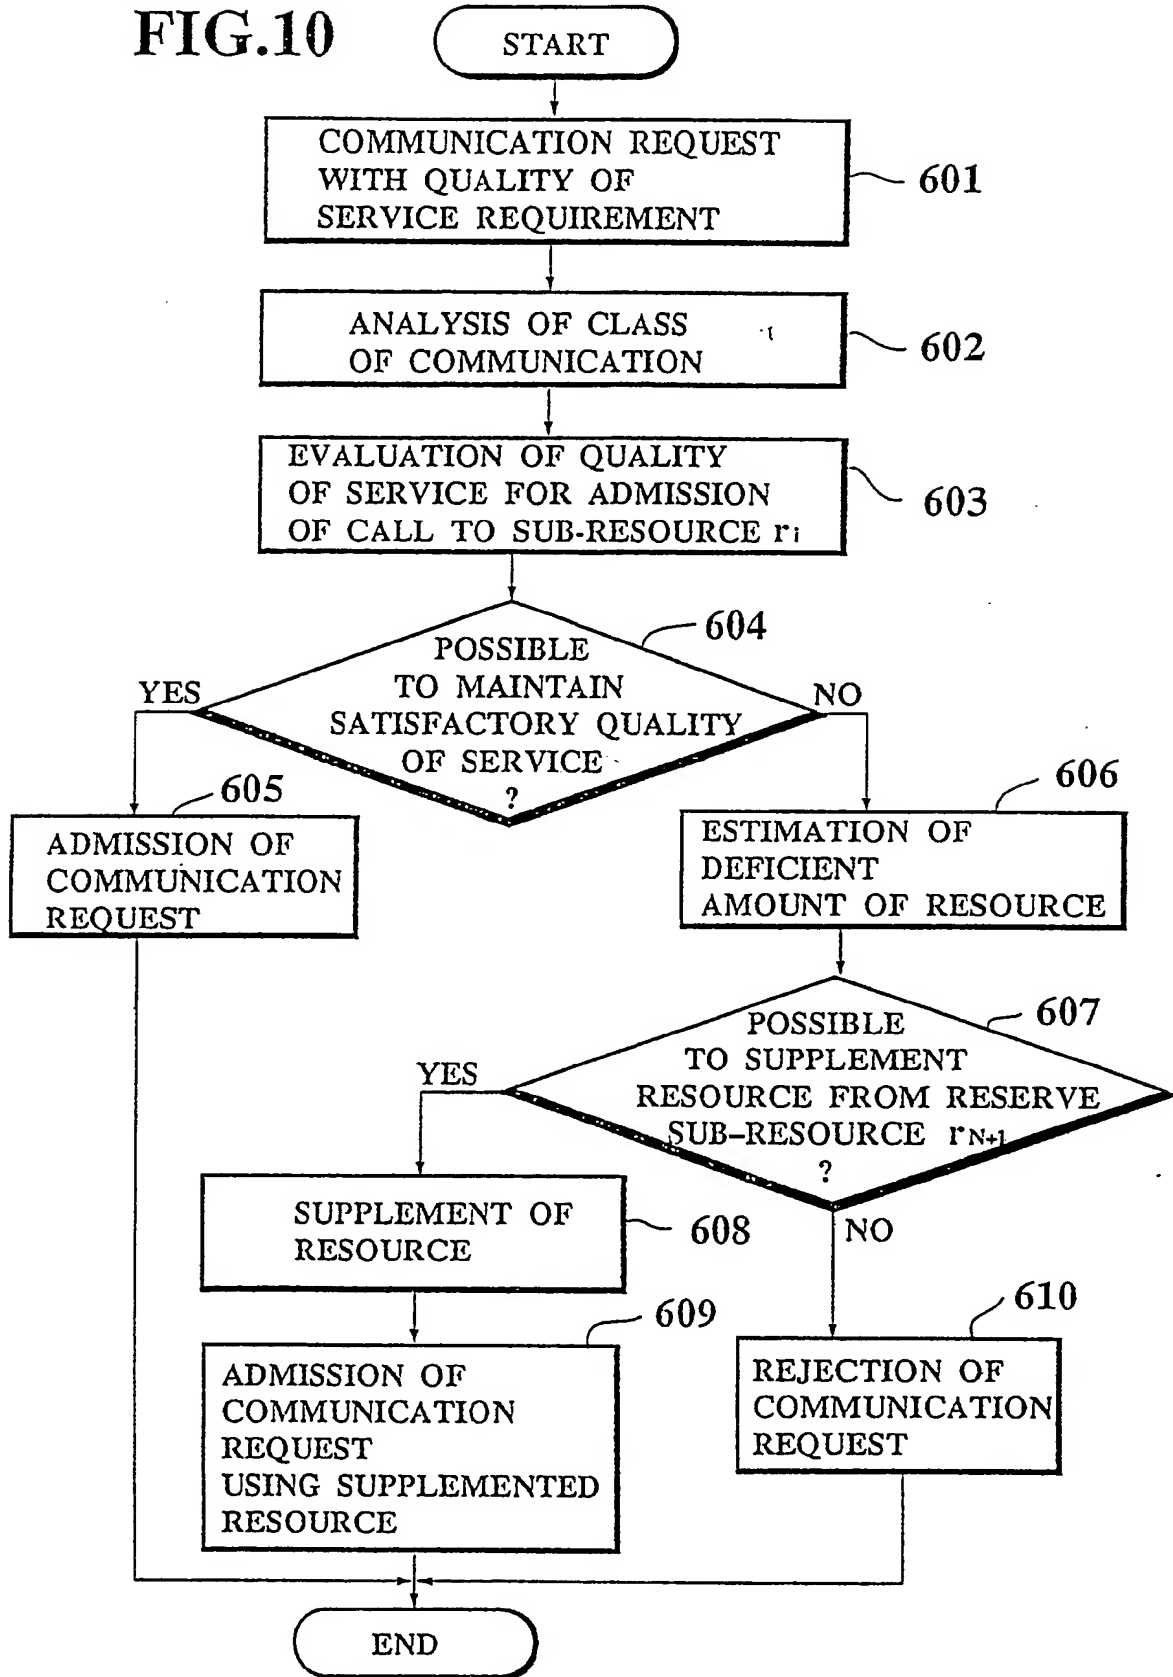 FIG.10
START
COMMUNICATION REQUEST
WITH QUALITY OF
SERVICE REQUIREMENT
601
ANALYSIS OF CLASS
OF COMMUNICATION
602
EVALUATION OF QUALITY
OF SERVICE FOR ADMISSION
OF CALL TO SUB-RESOURCE ri
603
604
POSSIBLE
TO MAINTAIN
SATISFACTORY QUALITY
OF SERVICE
?
YES
NO
605
ADMISSION OF
COMMUNICATION
REQUEST
606
ESTIMATION OF
DEFICIENT
AMOUNT OF RESOURCE
607
POSSIBLE
TO SUPPLEMENT
RESOURCE FROM RESERVE
SUB-RESOURCE rN+1
?
YES
NO
SUPPLEMENT OF
RESOURCE
608
609
ADMISSION OF
COMMUNICATION
REQUEST
USING SUPPLEMENTED
RESOURCE
610
REJECTION OF
COMMUNICATION
REQUEST
END